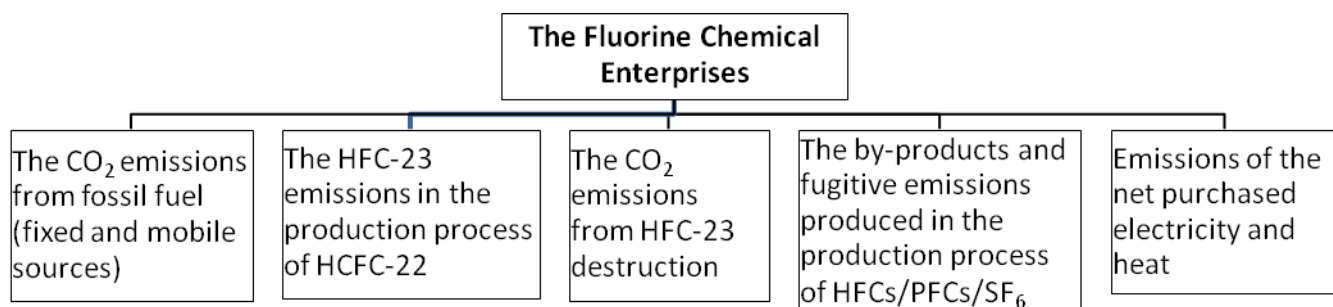 The Fluorine Chemical
Enterprises
The CO₂ emissions
from fossil fuel
(fixed and mobile
sources)
The HFC-23
emissions in the
production process
of HCFC-22
The CO₂
emissions
from HFC-23
destruction
The by-products and
fugitive emissions
produced in the
production process
of HFCs/PFCs/SF₆
Emissions of the
net purchased
electricity and
heat